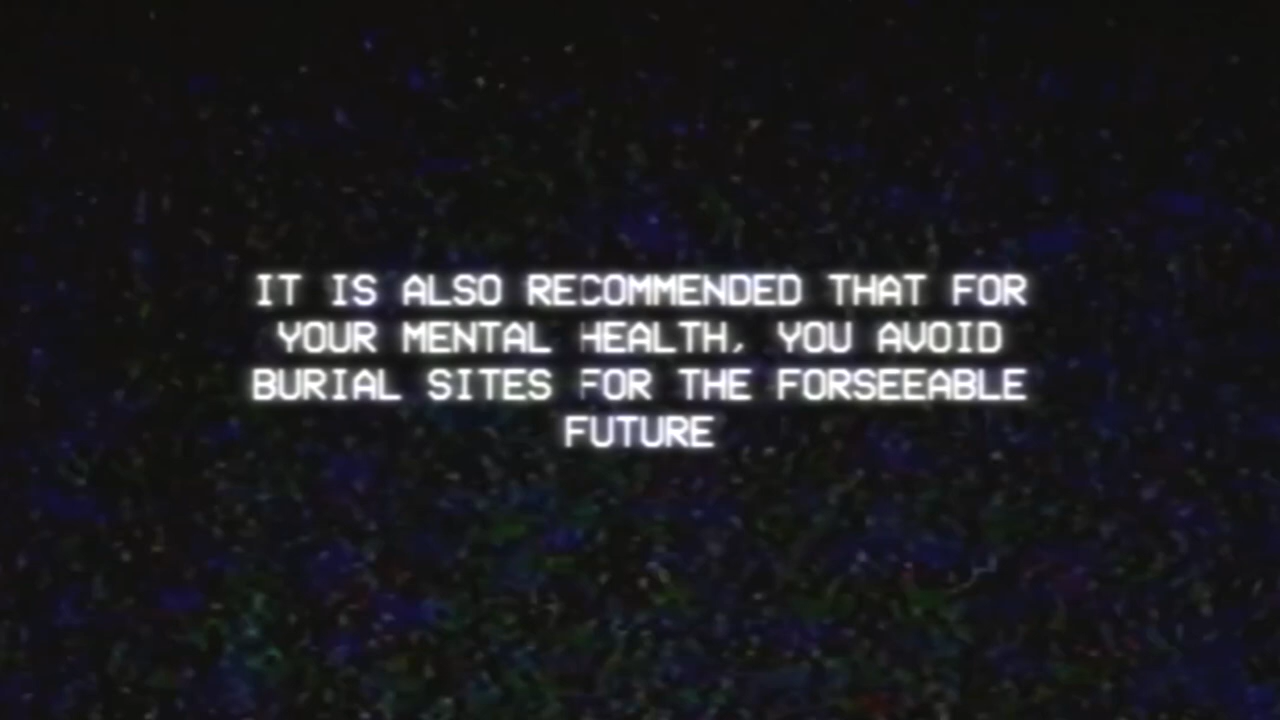 IT IS ALSO RECOMMENDED THAT FOR
YOUR MENTAL HEALTH, YOU AVOID
BURIAL SITES FOR THE FORSEEABLE
FUTURE